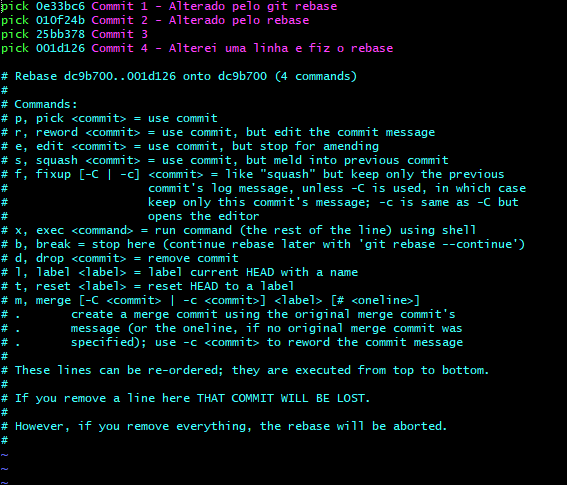 pick 0e33bc6 Commit 1 - Alterado pelo git rebase
pick 010f24b Commit 2 - Alterado pelo rebase
pick 25bb378 Commit 3
pick 001d126 Commit 4 - Alterei uma linha e fiz o rebase

# Rebase dc9b700..001d126 onto dc9b700 (4 commands)
#
# Commands:
# p, pick <commit> = use commit
# r, reword <commit> = use commit, but edit the commit message
# e, edit <commit> = use commit, but stop for amending
# s, squash <commit> = use commit, but meld into previous commit
# f, fixup [-C | -c] <commit> = like "squash" but keep only the previous
#                    commit's log message, unless -C is used, in which case
#                    keep only this commit's message; -c is same as -C but
#                    opens the editor
# x, exec <command> = run command (the rest of the line) using shell
# b, break = stop here (continue rebase later with 'git rebase --continue')
# d, drop <commit> = remove commit
# l, label <label> = label current HEAD with a name
# t, reset <label> = reset HEAD to a label
# m, merge [-C <commit> | -c <commit>] <label> [# <oneline>]
# .       create a merge commit using the original merge commit's
# .       message (or the oneline, if no original merge commit was
# .       specified); use -c <commit> to reword the commit message
#
# These lines can be re-ordered; they are executed from top to bottom.
#
# If you remove a line here THAT COMMIT WILL BE LOST.
#
# However, if you remove everything, the rebase will be aborted.
#
~
~
~